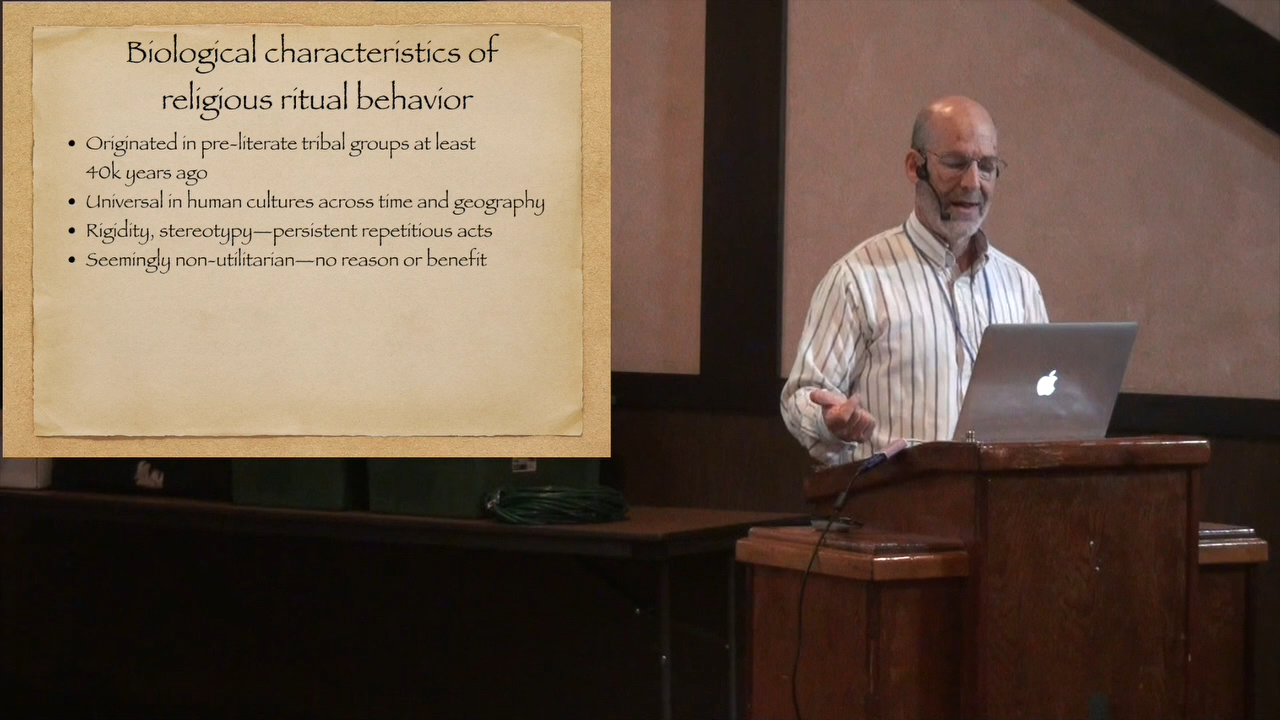 Biological characteristics of
religious ritual behavior
• Originated in pre-literate tribal groups at least
40k years ago
• Universal in human cultures across time and geography
• Rigidity, stereotypy—persistent repetitious acts
• Seemingly non-utilitarian—no reason or benefit